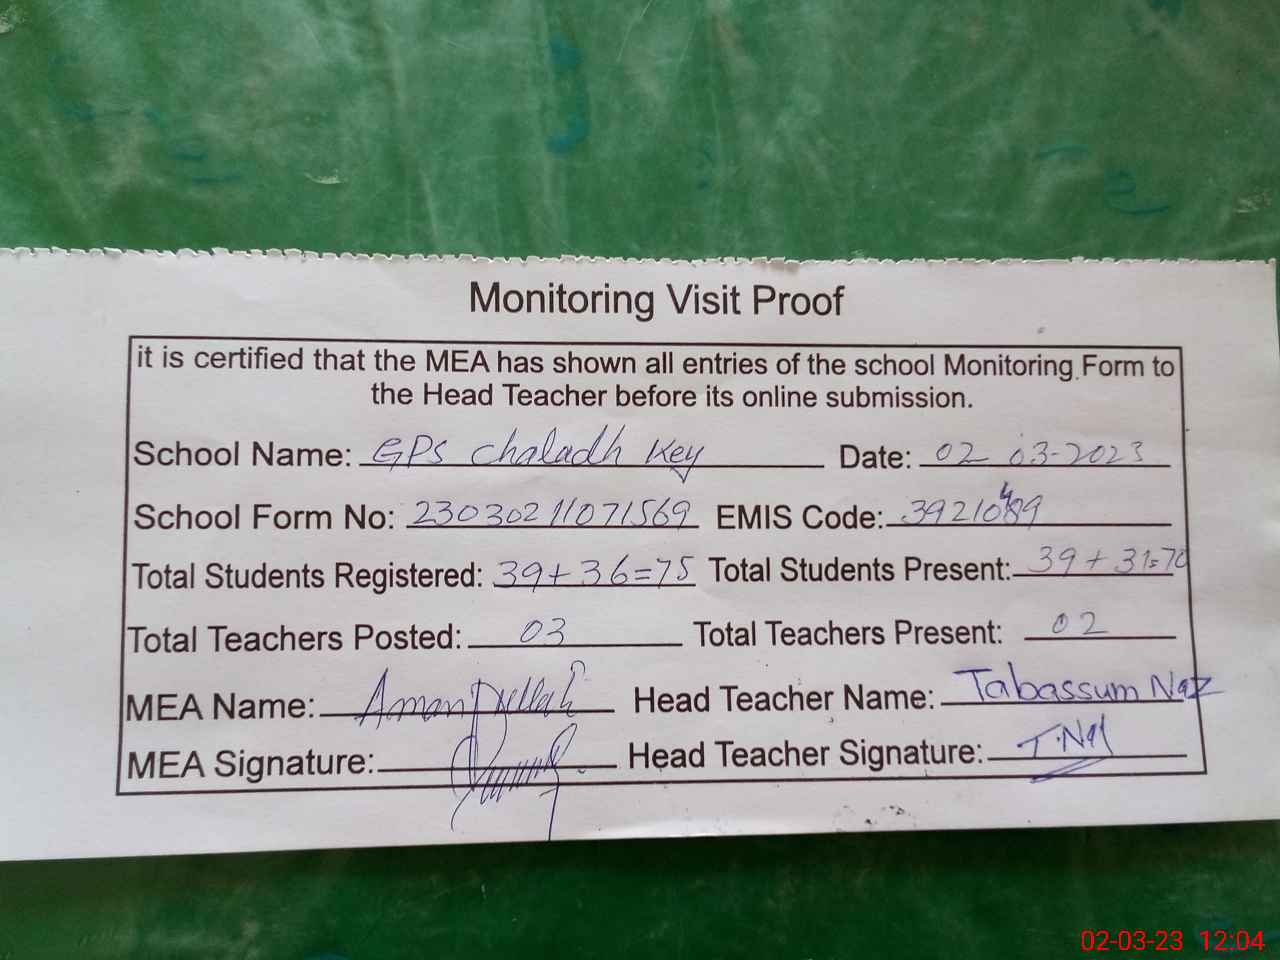 Monitoring Visit Proof
it is certified that the MEA has shown all entries of the school Monitoring Form to
the Head Teacher before its online submission.
School Name: GPS Chaladh Key Date: 02-03-2023
School Form No: 23030211071569 EMIS Code:
Total Students Registered: 39+36=75 Total Students Present: 39+31=70
Total Teachers Posted: 03 Total Teachers Present: 02
MEA Name: Aman Ullah Head Teacher Name: Tabassum Naz
MEA Signature: Head Teacher Signature: T.Naz
02-03-23 12:04